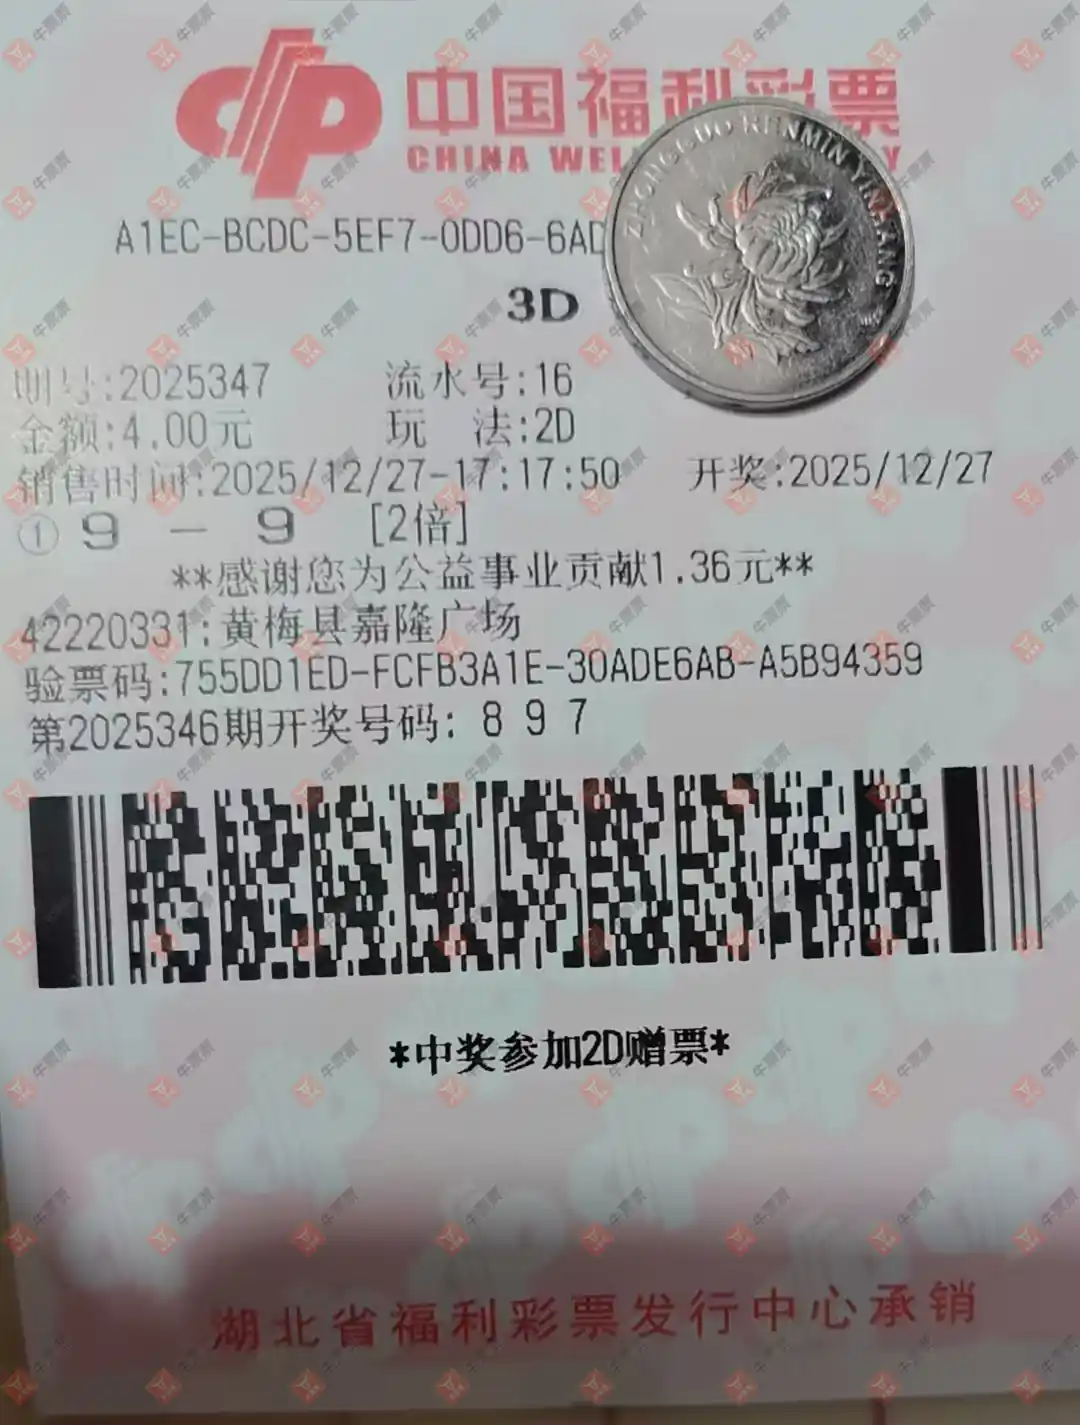 中国福利彩票
CHINA WEL Y
A1EC-BCDC-5EF7-0DD6-6AD
ZHONGGUO RENMIN YINHANG
3D
期号:2025347 流水号:16
金额:4.00元 玩 法:2D
销售时间:2025/12/27-17:17:50 开奖:2025/12/27
① 9 - 9 [2倍]
**感谢您为公益事业贡献1.36元**
42220331:黄梅县嘉隆广场
验票码:755DD1ED-FCFB3A1E-30ADE6AB-A5B94359
第2025346期开奖号码: 8 9 7
*中奖参加2D赠票*
湖北省福利彩票发行中心承销
牛票票